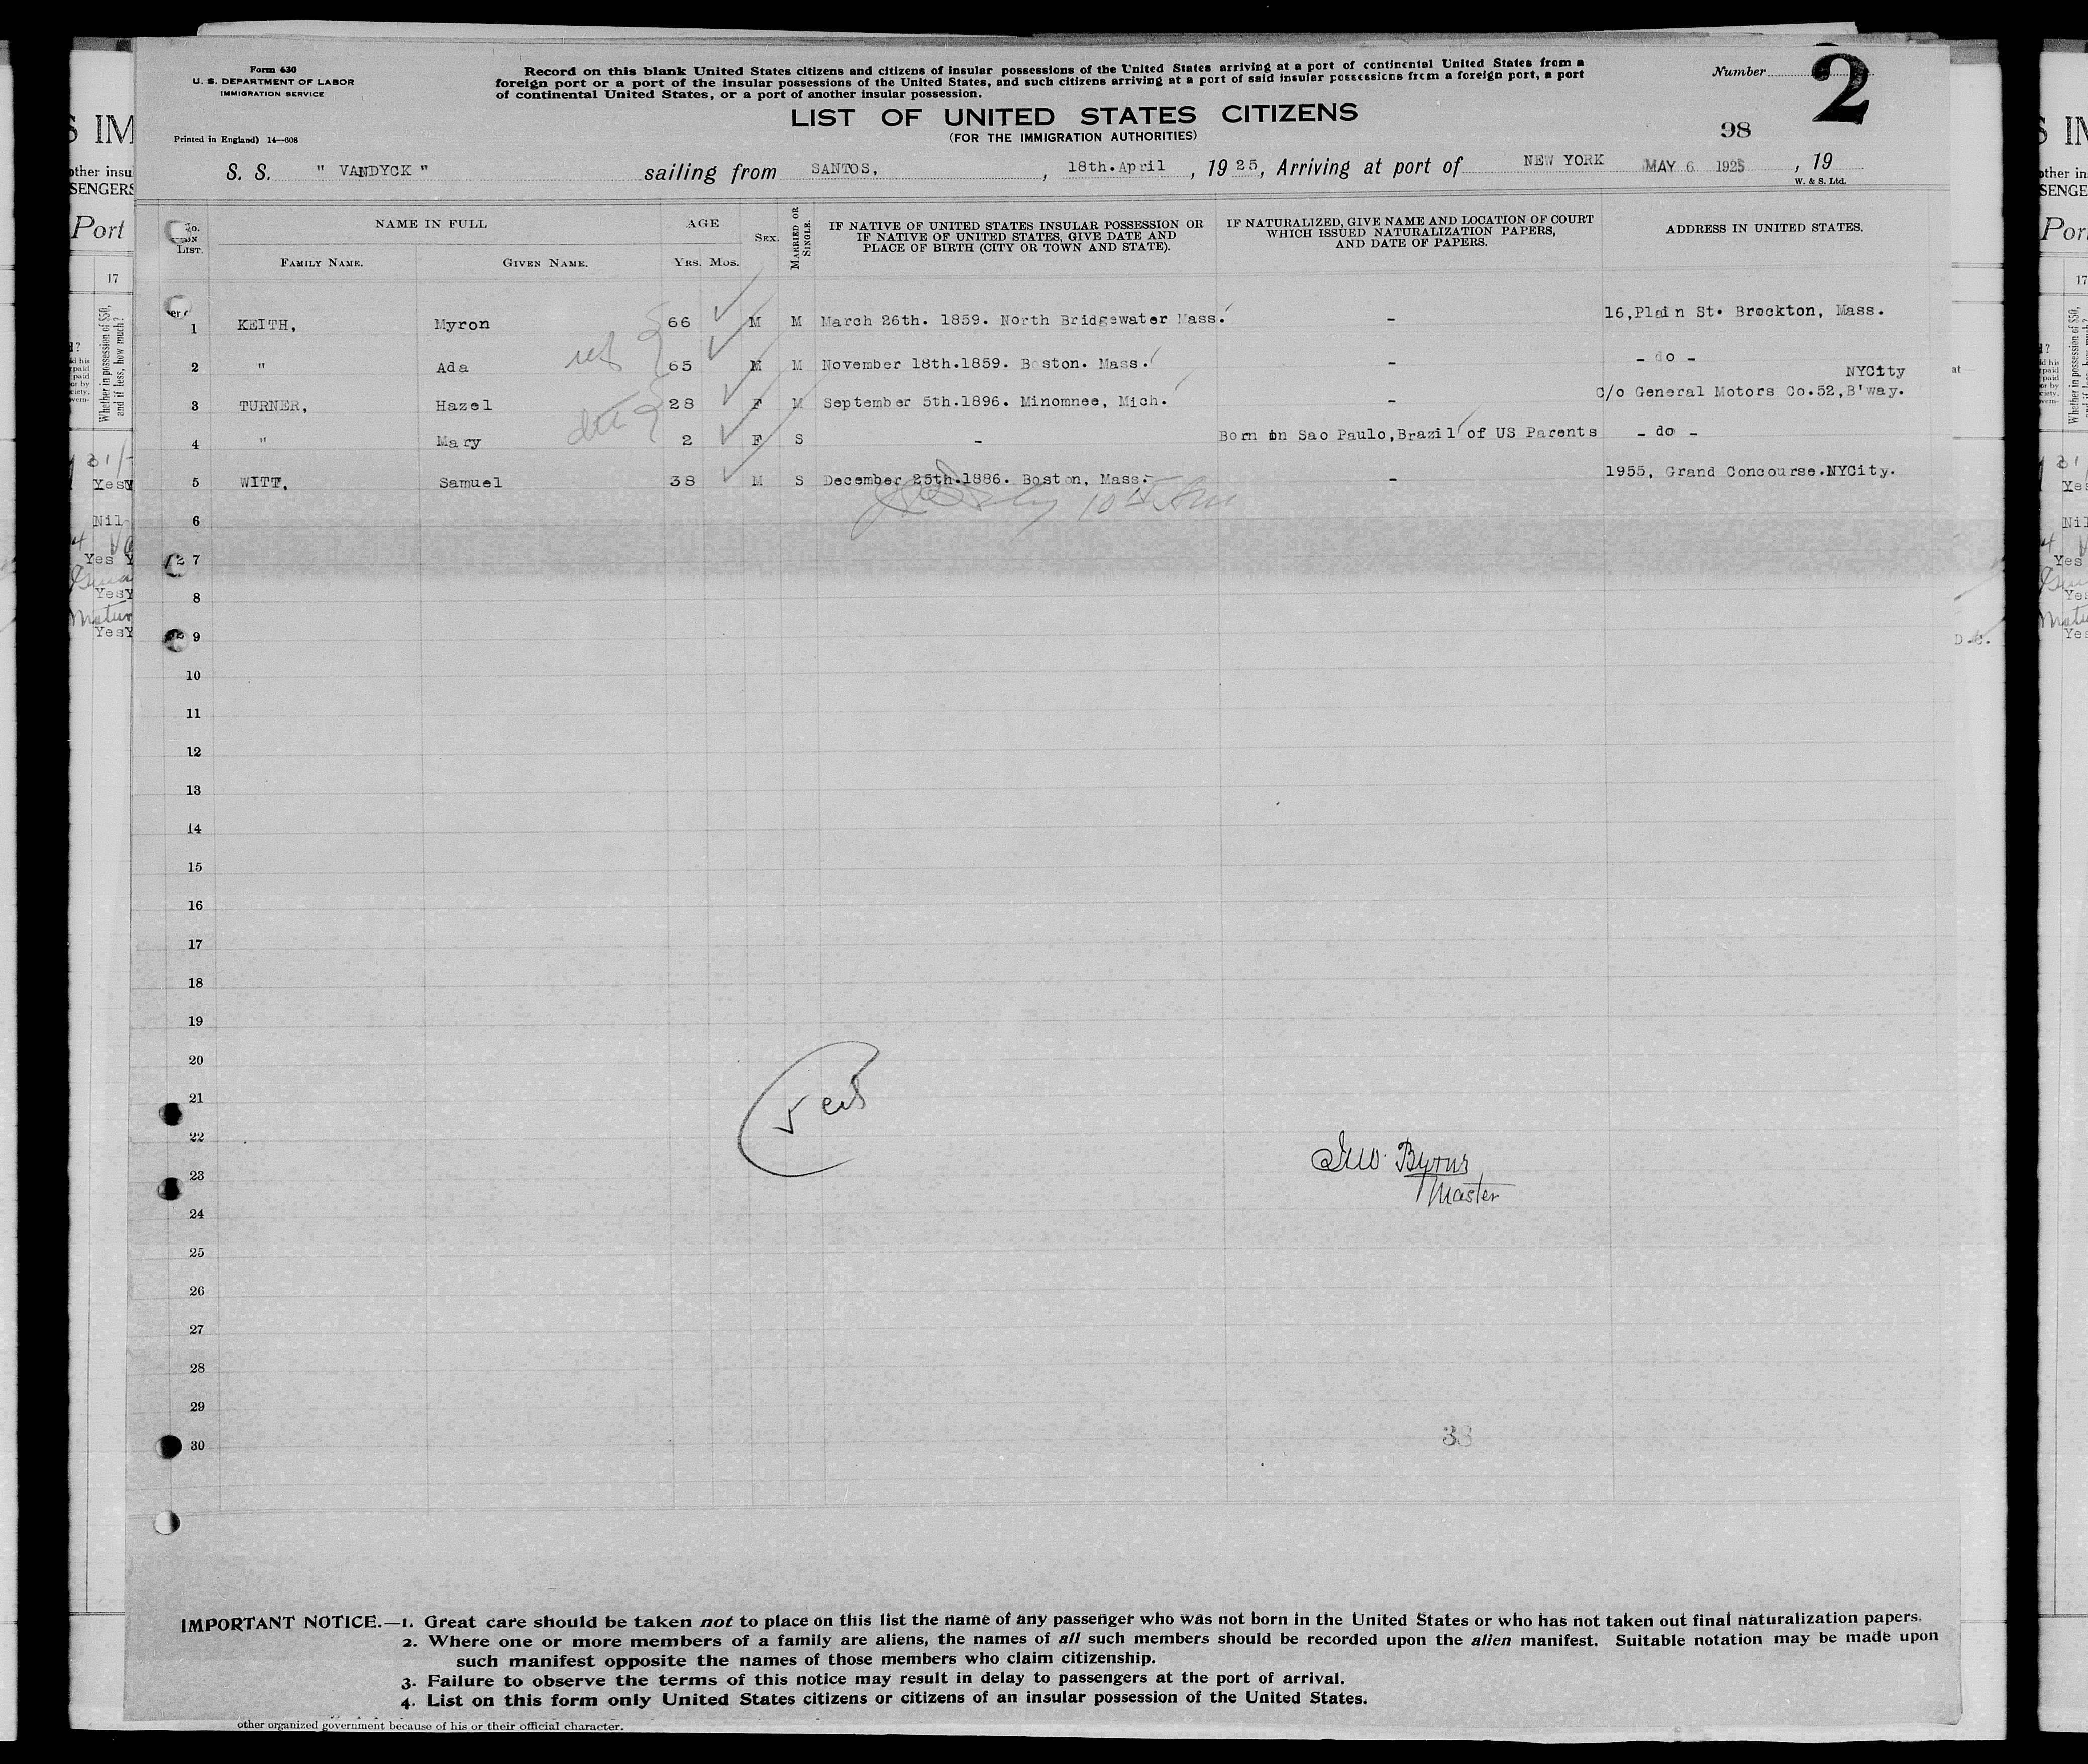 Form 630
U. S. DEPARTMENT OF LABOR
IMMIGRATION SERVICE
Printed in England) 14—608
Record on this blank United States citizens and citizens of insular possessions of the United States arriving at a port of continental United States from a
foreign port or a port of the insular possessions of the United States, and such citizens arriving at a port of said insular possessions from a foreign port, a port
of continental United States, or a port of another insular possession.
Number
2
LIST OF UNITED STATES CITIZENS
(FOR THE IMMIGRATION AUTHORITIES)
98
S. S. " VANDYCK " sailing from SANTOS, , 18th.April , 1925, Arriving at port of NEW YORK MAY 6 1925 , 19
W. & S. Ltd.
No. ON LIST.
NAME IN FULL
FAMILY NAME. GIVEN NAME.
AGE
YRS. MOS.
SEX.
MARRIED OR SINGLE.
IF NATIVE OF UNITED STATES INSULAR POSSESSION OR
IF NATIVE OF UNITED STATES, GIVE DATE AND
PLACE OF BIRTH (CITY OR TOWN AND STATE).
IF NATURALIZED, GIVE NAME AND LOCATION OF COURT
WHICH ISSUED NATURALIZATION PAPERS,
AND DATE OF PAPERS.
ADDRESS IN UNITED STATES.
1 KEITH, Myron 66 M M March 26th. 1859. North Bridgewater Mass. - 16,Plain St. Brockton, Mass.
2 " Ada 65 M M November 18th.1859. Boston. Mass. - - do -
NYCity
3 TURNER, Hazel 28 F M September 5th.1896. Minomnee, Mich. - C/o General Motors Co.52,B'way.
4 " Mary 2 F S - Born in Sao Paulo,Brazil of US Parents - do -
5 WITT, Samuel 38 M S December 25th.1886. Boston, Mass. - 1955, Grand Concourse.NYCity.
6
7
8
9
10
11
12
13
14
15
16
17
18
19
20
21
22
23
24
25
26
27
28
29
30
Byrne
Master
33
IMPORTANT NOTICE.—1. Great care should be taken not to place on this list the name of any passenger who was not born in the United States or who has not taken out final naturalization papers.
2. Where one or more members of a family are aliens, the names of all such members should be recorded upon the alien manifest. Suitable notation may be made upon
such manifest opposite the names of those members who claim citizenship.
3. Failure to observe the terms of this notice may result in delay to passengers at the port of arrival.
4. List on this form only United States citizens or citizens of an insular possession of the United States.
other organized government because of his or their official character.